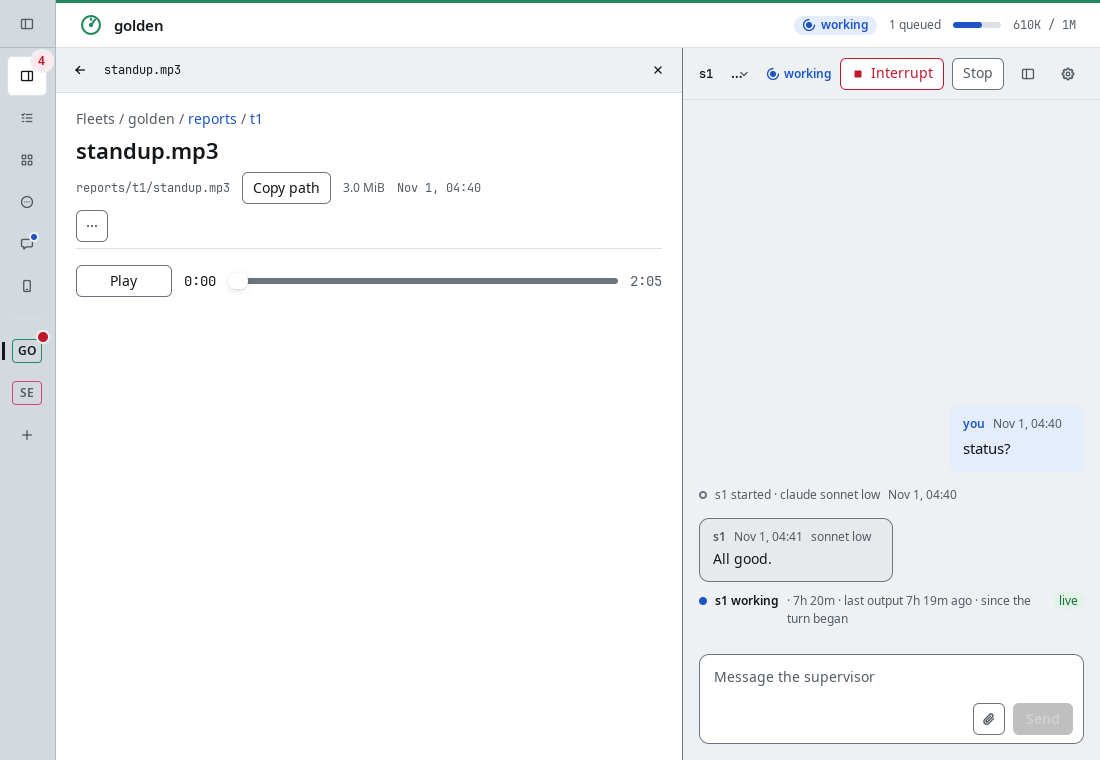 golden
working
1 queued
610K / 1M
4
standup.mp3
s1
...
working
Interrupt
Stop
Fleets / golden / reports / t1
standup.mp3
reports/t1/standup.mp3
Copy path
3.0 MiB
Nov 1, 04:40
...
Play
0:00
2:05
GO
SE
you Nov 1, 04:40
status?
s1 started · claude sonnet low Nov 1, 04:40
s1 Nov 1, 04:41 sonnet low
All good.
s1 working · 7h 20m · last output 7h 19m ago · since the
turn began
live
Message the supervisor
Send